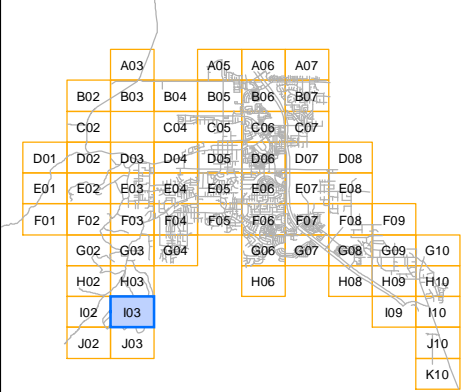 A03 A05 A06 A07
B02 B03 B04 B05 B06 B07
C02 C04 C05 C06 C07
D01 D02 D03 D04 D05 D06 D07 D08
E01 E02 E03 E04 E05 E06 E07 E08
F01 F02 F03 F04 F05 F06 F07 F08 F09
G02 G03 G04 G06 G07 G08 G09 G10
H02 H03 H06 H08 H09 H10
I02 I03 I09 I10
J02 J03 J10
K10